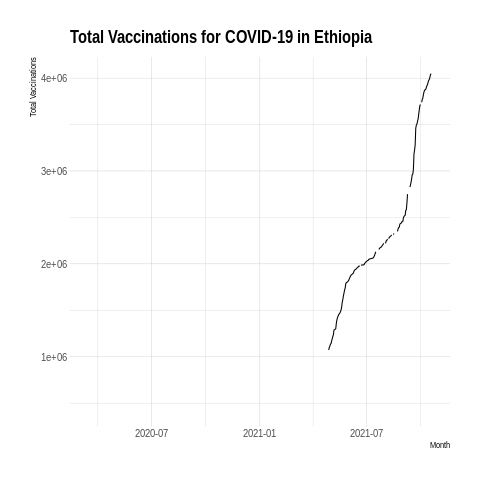 Total Vaccinations for COVID-19 in Ethiopia
Total Vaccinations
4e+06
3e+06
2e+06
1e+06
2020-07
2021-01
2021-07
Month